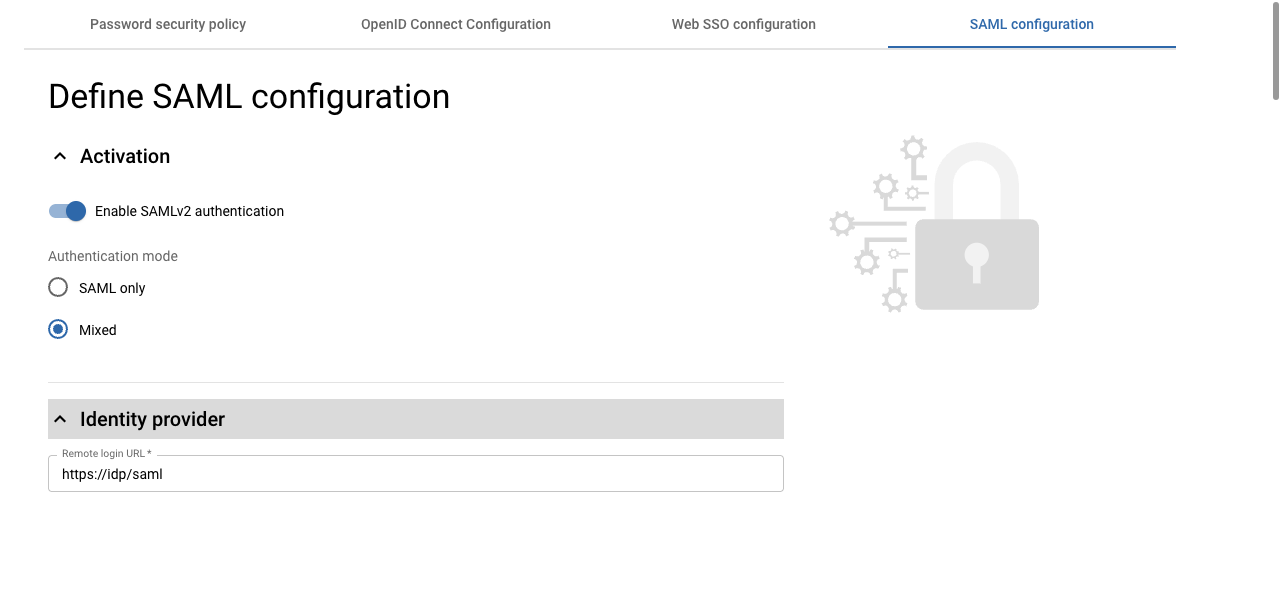 Password security policy
OpenID Connect Configuration
Web SSO configuration
SAML configuration
Define SAML configuration
Activation
Enable SAMLv2 authentication
Authentication mode
SAML only
Mixed
Identity provider
Remote login URL *
https://idp/saml